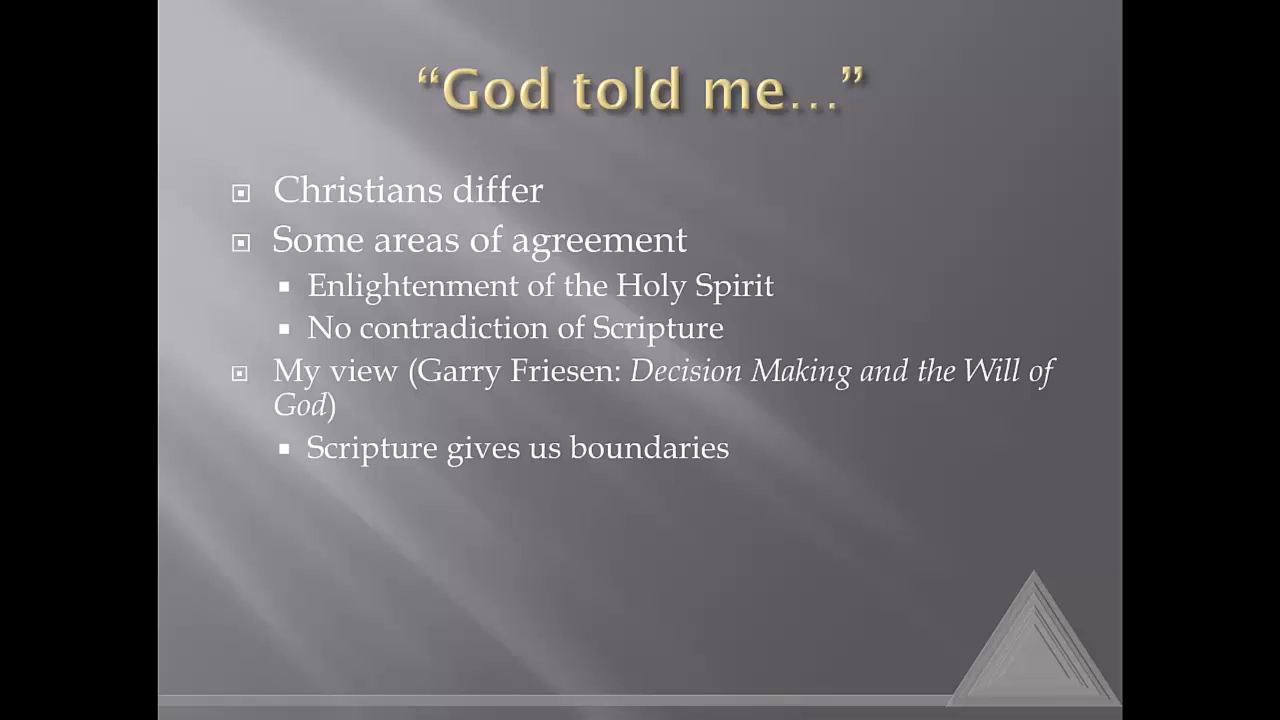 “God told me…”
Christians differ
Some areas of agreement
Enlightenment of the Holy Spirit
No contradiction of Scripture
My view (Garry Friesen: Decision Making and the Will of
God)
Scripture gives us boundaries